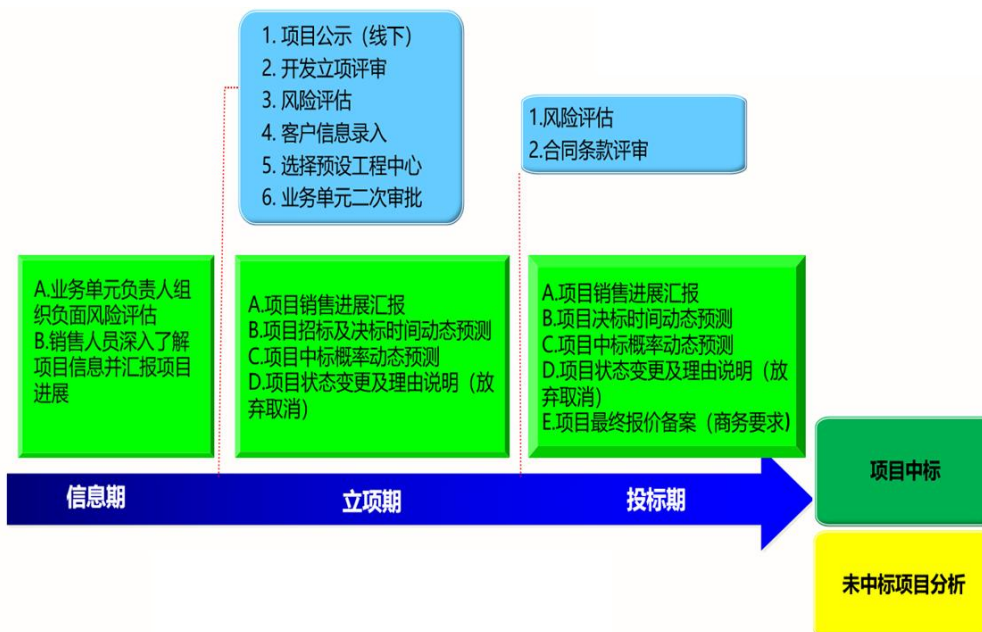 1. 项目公示（线下）
2. 开发立项评审
3. 风险评估
4. 客户信息录入
5. 选择预设工程中心
6. 业务单元二次审批
1.风险评估
2.合同条款评审
A.业务单元负责人组
织负面风险评估
B.销售人员深入了解
项目信息并汇报项目
进展
A.项目销售进展汇报
B.项目招标及决标时间动态预测
C.项目中标概率动态预测
D.项目状态变更及理由说明（放
弃取消）
A.项目销售进展汇报
B.项目决标时间动态预测
C.项目中标概率动态预测
D.项目状态变更及理由说明（放
弃取消）
E.项目最终报价备案（商务要求）
信息期
立项期
投标期
项目中标
未中标项目分析